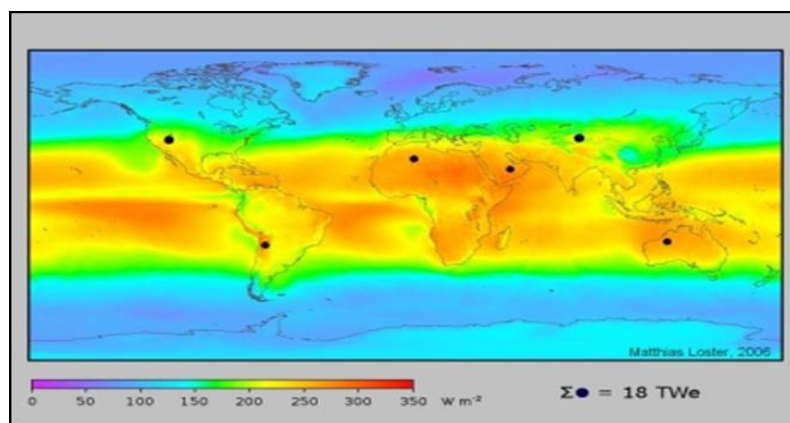 Matthias Loster, 2006
0 50 100 150 200 250 300 350 W m⁻²
Σ● = 18 TWe